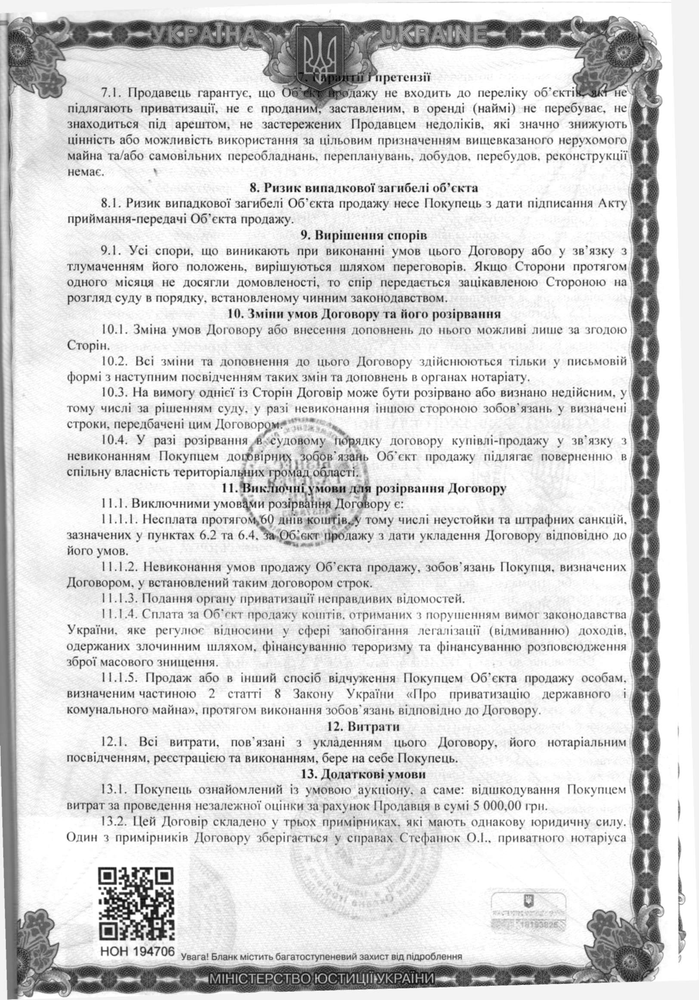 УКРАЇНА UKRAINE
7. Гарантії і претензії
7.1. Продавець гарантує, що Об’єкт продажу не входить до переліку об’єктів, які не
підлягають приватизації, не є проданим, заставленим, в оренді (наймі) не перебуває, не
знаходиться під арештом, не застережених Продавцем недоліків, які значно знижують
цінність або можливість використання за цільовим призначенням вищевказаного нерухомого
майна та/або самовільних переобладнань, перепланувань, добудов, перебудов, реконструкції
немає.
8. Ризик випадкової загибелі об’єкта
8.1. Ризик випадкової загибелі Об’єкта продажу несе Покупець з дати підписання Акту
приймання-передачі Об’єкта продажу.
9. Вирішення спорів
9.1. Усі спори, що виникають при виконанні умов цього Договору або у зв’язку з
тлумаченням його положень, вирішуються шляхом переговорів. Якщо Сторони протягом
одного місяця не досягли домовленості, то спір передається зацікавленою Стороною на
розгляд суду в порядку, встановленому чинним законодавством.
10. Зміни умов Договору та його розірвання
10.1. Зміна умов Договору або внесення доповнень до нього можливі лише за згодою
Сторін.
10.2. Всі зміни та доповнення до цього Договору здійснюються тільки у письмовій
формі з наступним посвідченням таких змін та доповнень в органах нотаріату.
10.3. На вимогу однієї із Сторін Договір може бути розірвано або визнано недійсним, у
тому числі за рішенням суду, у разі невиконання іншою стороною зобов’язань у визначені
строки, передбачені цим Договором.
10.4. У разі розірвання в судовому порядку договору купівлі-продажу у зв’язку з
невиконанням Покупцем договірних зобов’язань Об’єкт продажу підлягає поверненню в
спільну власність територіальних громад області.
11. Виключні умови для розірвання Договору
11.1. Виключними умовами розірвання Договору є:
11.1.1. Несплата протягом 60 днів коштів, у тому числі неустойки та штрафних санкцій,
зазначених у пунктах 6.2 та 6.4, за Об’єкт продажу з дати укладення Договору відповідно до
його умов.
11.1.2. Невиконання умов продажу Об’єкта продажу, зобов’язань Покупця, визначених
Договором, у встановлений таким договором строк.
11.1.3. Подання органу приватизації неправдивих відомостей.
11.1.4. Сплата за Об’єкт продажу коштів, отриманих з порушенням вимог законодавства
України, яке регулює відносини у сфері запобігання легалізації (відмиванню) доходів,
одержаних злочинним шляхом, фінансуванню тероризму та фінансуванню розповсюдження
зброї масового знищення.
11.1.5. Продаж або в інший спосіб відчуження Покупцем Об’єкта продажу особам,
визначеним частиною 2 статті 8 Закону України «Про приватизацію державного і
комунального майна», протягом виконання зобов’язань відповідно до Договору.
12. Витрати
12.1. Всі витрати, пов’язані з укладенням цього Договору, його нотаріальним
посвідченням, реєстрацією та виконанням, бере на себе Покупець.
13. Додаткові умови
13.1. Покупець ознайомлений із умовою аукціону, а саме: відшкодування Покупцем
витрат за проведення незалежної оцінки за рахунок Продавця в сумі 5 000,00 грн.
13.2. Цей Договір складено у трьох примірниках, які мають однакову юридичну силу.
Один з примірників Договору зберігається у справах Стефанюк О.І., приватного нотаріуса
НОН 194706
Увага! Бланк містить багатоступеневий захист від підроблення
МІНІСТЕРСТВО ЮСТИЦІЇ УКРАЇНИ